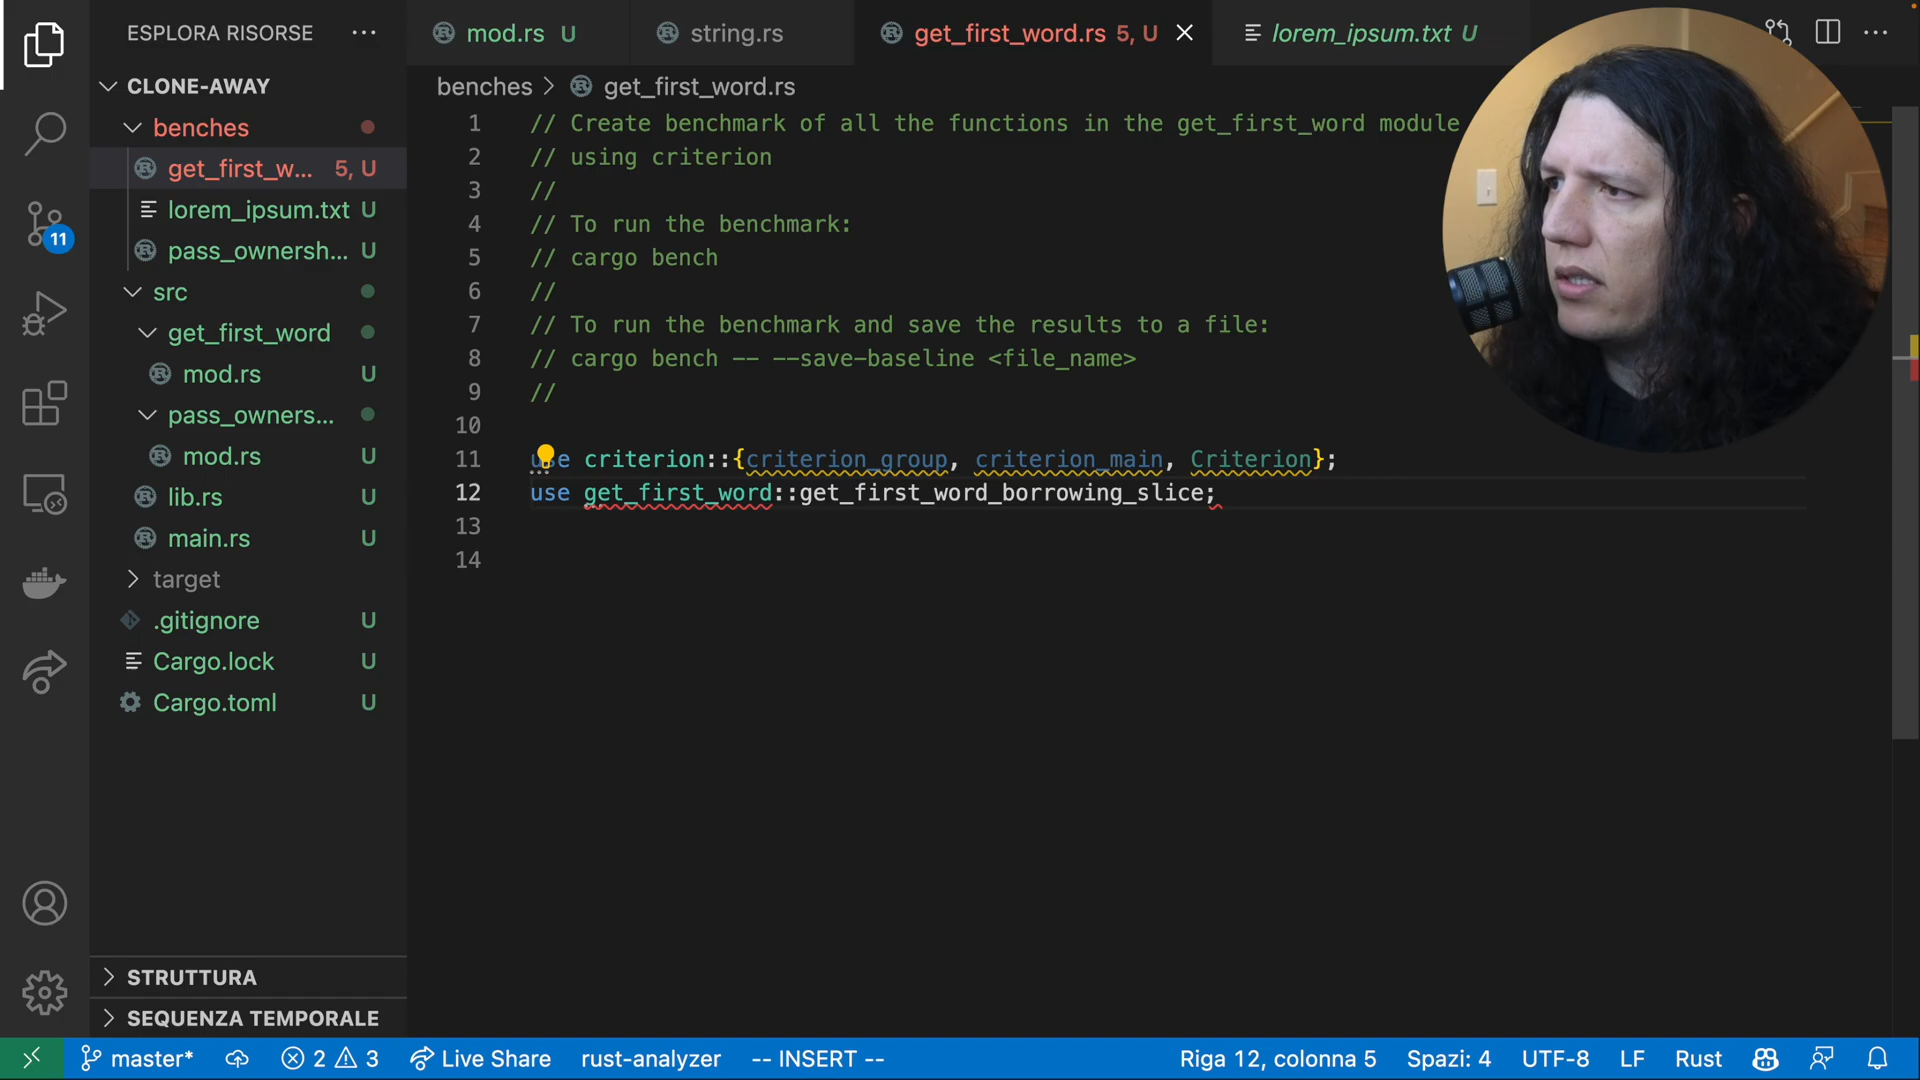 ESPLORA RISORSE ···
mod.rs U
string.rs
get_first_word.rs 5, U
lorem_ipsum.txt U
CLONE-AWAY
benches > get_first_word.rs
benches
get_first_w... 5, U
lorem_ipsum.txt U
pass_ownersh... U
src
get_first_word
mod.rs U
pass_owners...
mod.rs U
lib.rs U
main.rs U
target
.gitignore U
Cargo.lock U
Cargo.toml U
STRUTTURA
SEQUENZA TEMPORALE
11
1 // Create benchmark of all the functions in the get_first_word module
2 // using criterion
3 //
4 // To run the benchmark:
5 // cargo bench
6 //
7 // To run the benchmark and save the results to a file:
8 // cargo bench -- --save-baseline <file_name>
9 //
10
11 use criterion::{criterion_group, criterion_main, Criterion};
12 use get_first_word::get_first_word_borrowing_slice;
13
14
master* 2 3 Live Share rust-analyzer -- INSERT -- Riga 12, colonna 5 Spazi: 4 UTF-8 LF Rust